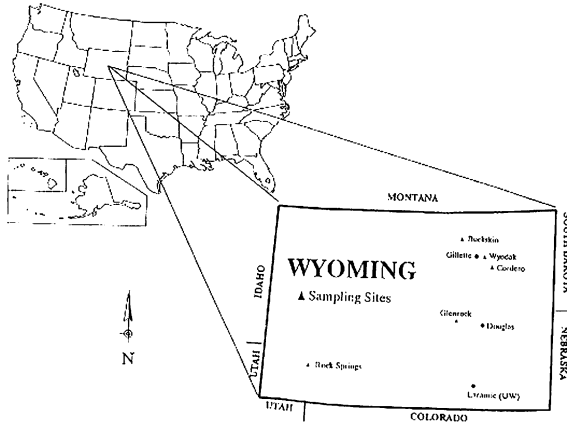 MONTANA
SOUTH DAKOTA
Buckskin
Gillette Wyodak
Cordero
WYOMING
IDAHO
Sampling Sites
Glenrock
Douglas
NEBRASKA
UTAH
Rock Springs
N
Laramie (UW)
UTAH
COLORADO